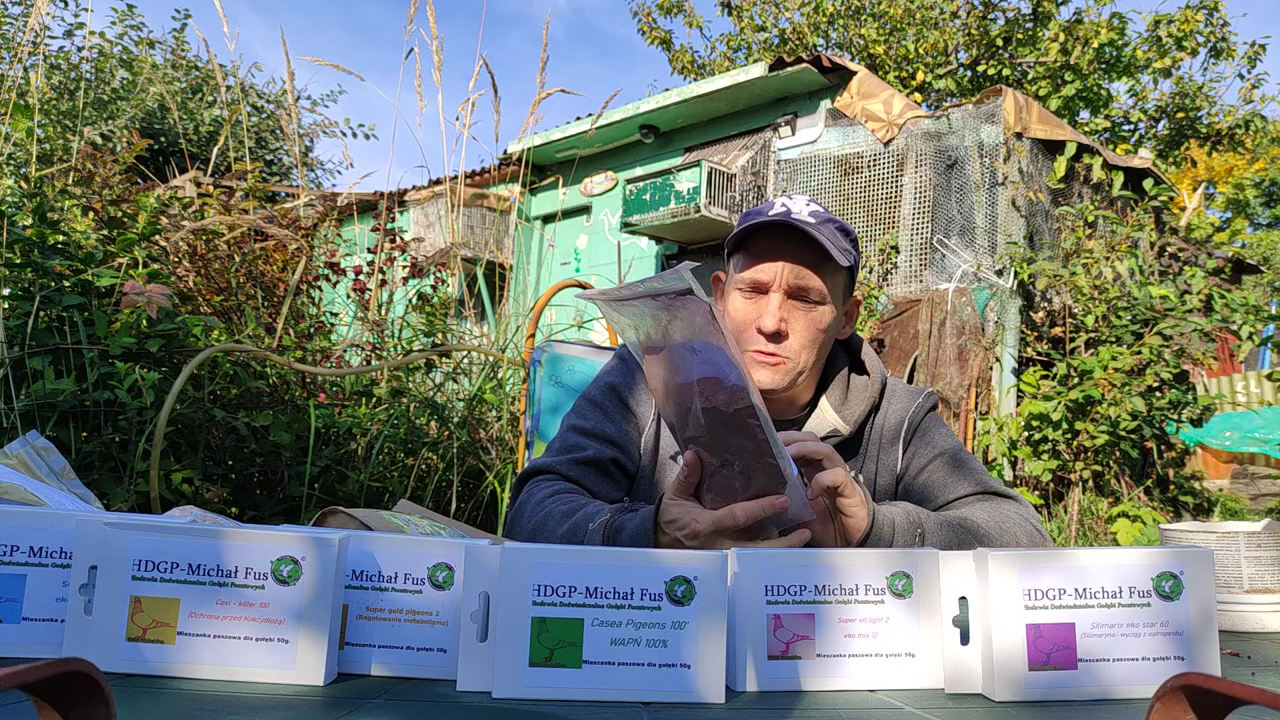 GP-Micha
Mieszanka pasz
HDGP-Michał Fus
Hodowla Doświadczalna Gołębi Pocztowych
Coxi - killer 100
(Ochrona przed Kokcydiozą)
Mieszanka paszowa dla gołębi 50g.
-Michał Fus
Super gold pigeons 2
(Regulowanie metabolizmu)
Mieszanka paszowa dla gołębi 50g
HDGP-Michał Fus
Hodowla Doświadczalna Gołębi Pocztowych
Casea Pigeons 100'
WAPŃ 100%
Mieszanka paszowa dla gołębi 50g
HDGP-Michał Fus
Hodowla Doświadczalna Gołębi Pocztowych
Super vil light 2
eko mix 12
Mieszanka paszowa dla gołębi 50g.
HDGP-Michał Fus
Hodowla Doświadczalna Gołębi Pocztowych
Silimarix eko star 60
(Silimaryna- wyciąg z ostropestu)
Mieszanka paszowa dla gołębi 50g.
NY